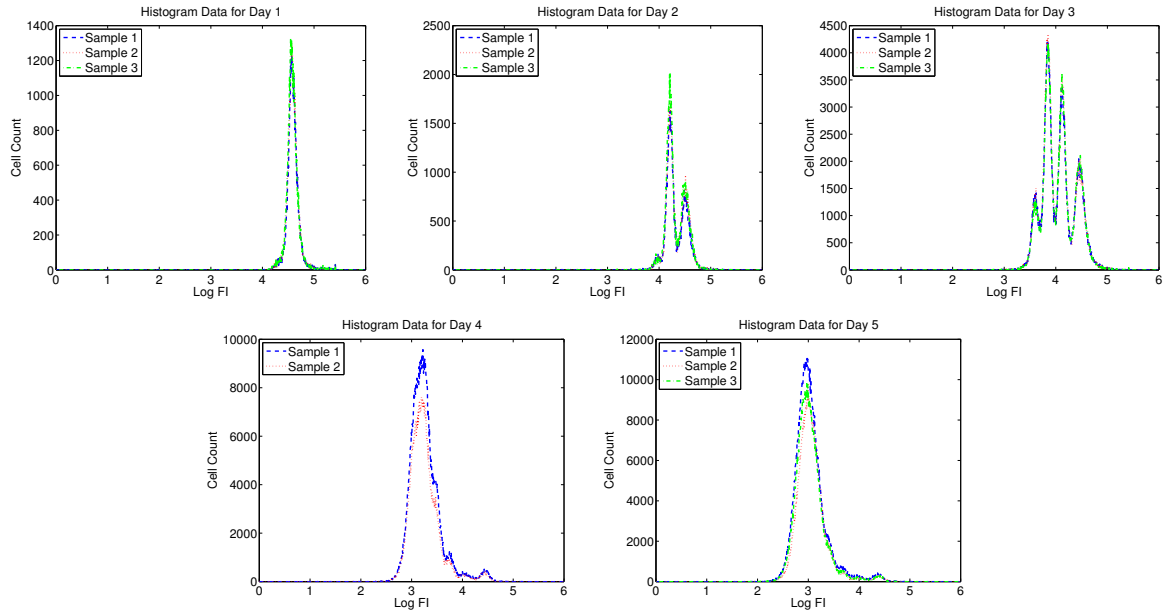 Histogram Data for Day 1
1400
1200
1000
800
600
400
200
0
Cell Count
Sample 1
Sample 2
Sample 3
0 1 2 3 4 5 6
Log FI
Histogram Data for Day 2
2500
2000
1500
1000
500
0
Cell Count
Sample 1
Sample 2
Sample 3
0 1 2 3 4 5 6
Log FI
Histogram Data for Day 3
4500
4000
3500
3000
2500
2000
1500
1000
500
0
Cell Count
Sample 1
Sample 2
Sample 3
0 1 2 3 4 5 6
Log FI
Histogram Data for Day 4
10000
8000
6000
4000
2000
0
Cell Count
Sample 1
Sample 2
0 1 2 3 4 5 6
Log FI
Histogram Data for Day 5
12000
10000
8000
6000
4000
2000
0
Cell Count
Sample 1
Sample 2
Sample 3
0 1 2 3 4 5 6
Log FI